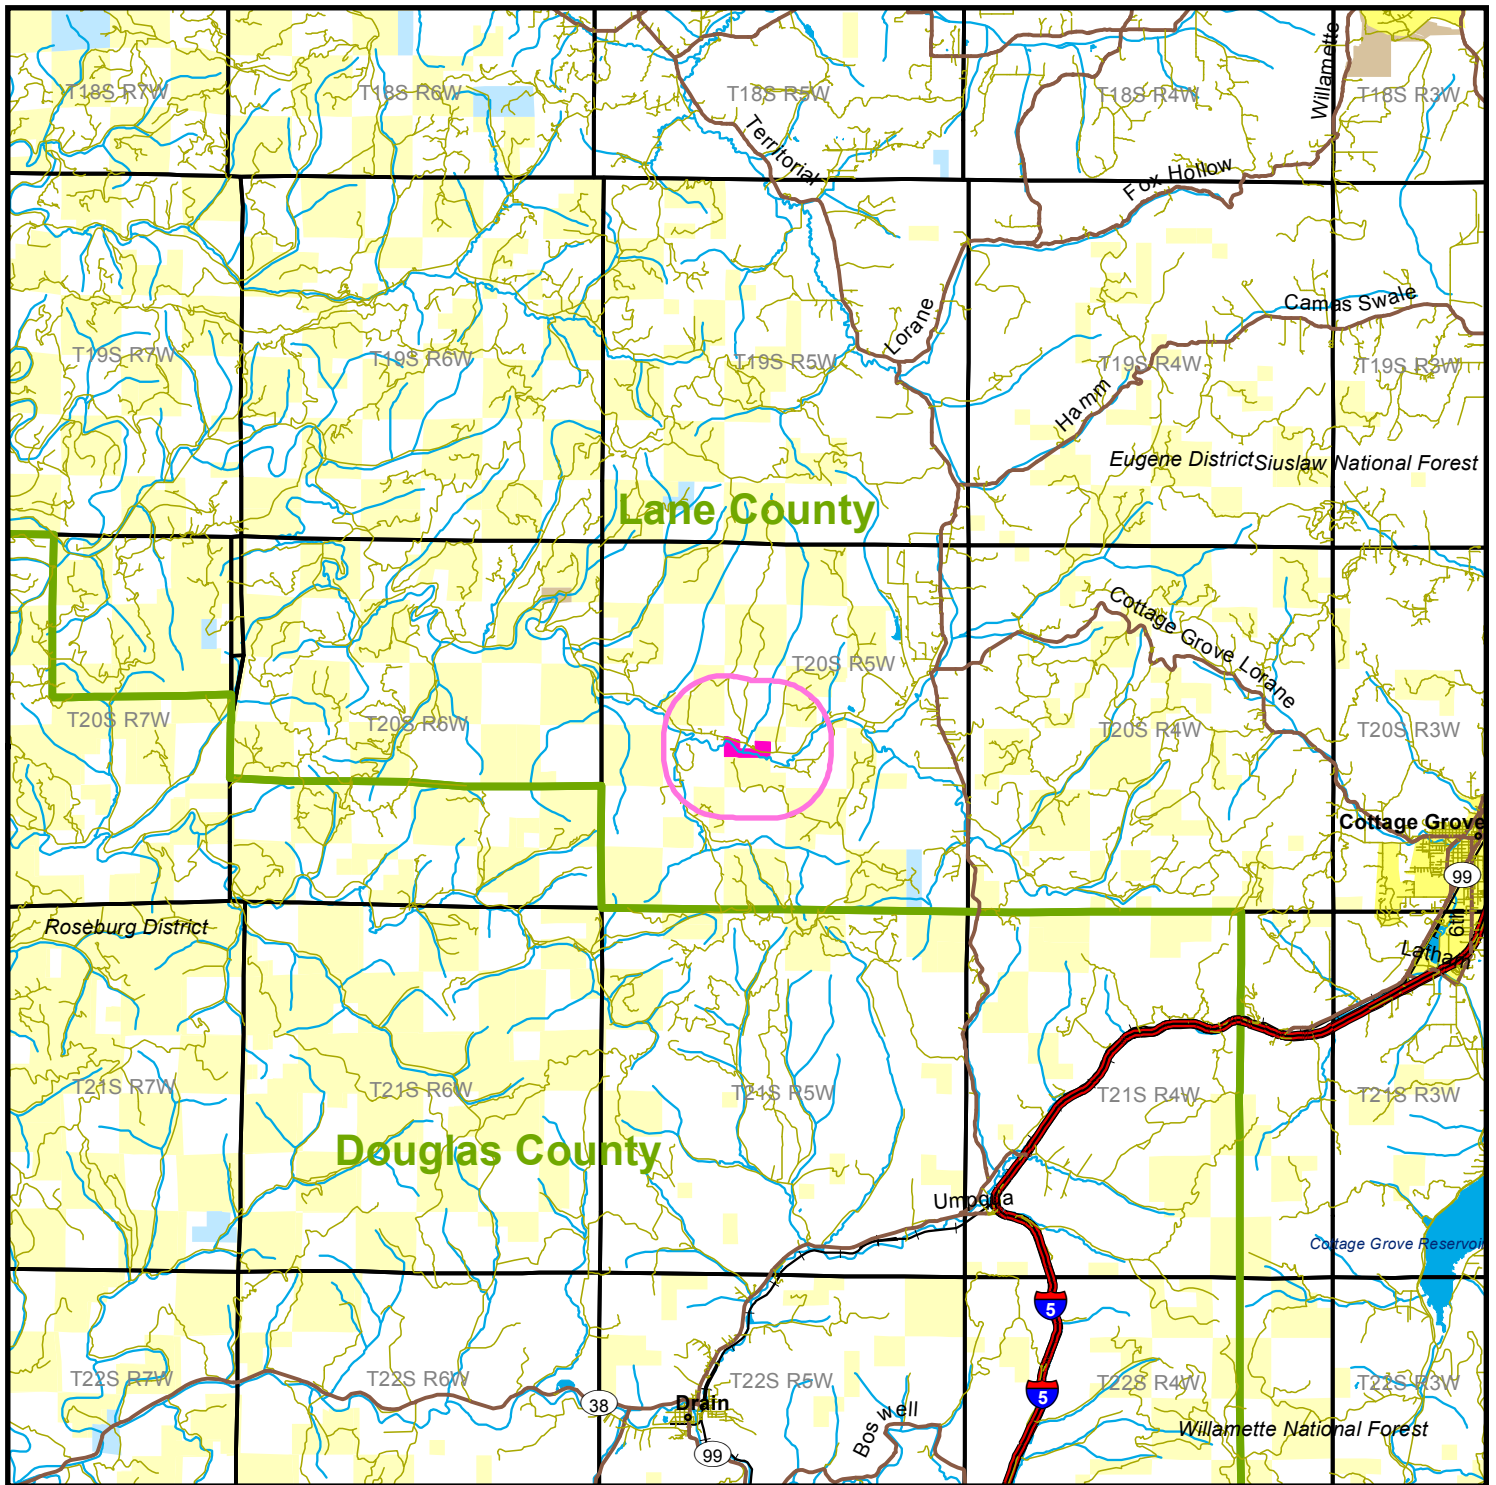 T18S R7W
T18S R6W
T18S R5W
T18S R4W
T18S R3W
Willamette
Territorial
Fox Hollow
Camas Swale
Lorane
T19S R7W
T19S R6W
T19S R5W
T19S R4W
T19S R3W
Hamm
Eugene District
Siuslaw National Forest
Lane County
Cottage Grove Lorane
T20S R5W
T20S R7W
T20S R6W
T20S R4W
T20S R3W
Cottage Grove
99
6th
Latham
Roseburg District
T21S R7W
T21S R6W
T21S R5W
T21S R4W
T21S R3W
Douglas County
Umpqua
Cottage Grove Reservoir
5
T22S R7W
T22S R6W
T22S R5W
T22S R4W
T22S R3W
5
38
Drain
Boswell
Willamette National Forest
99